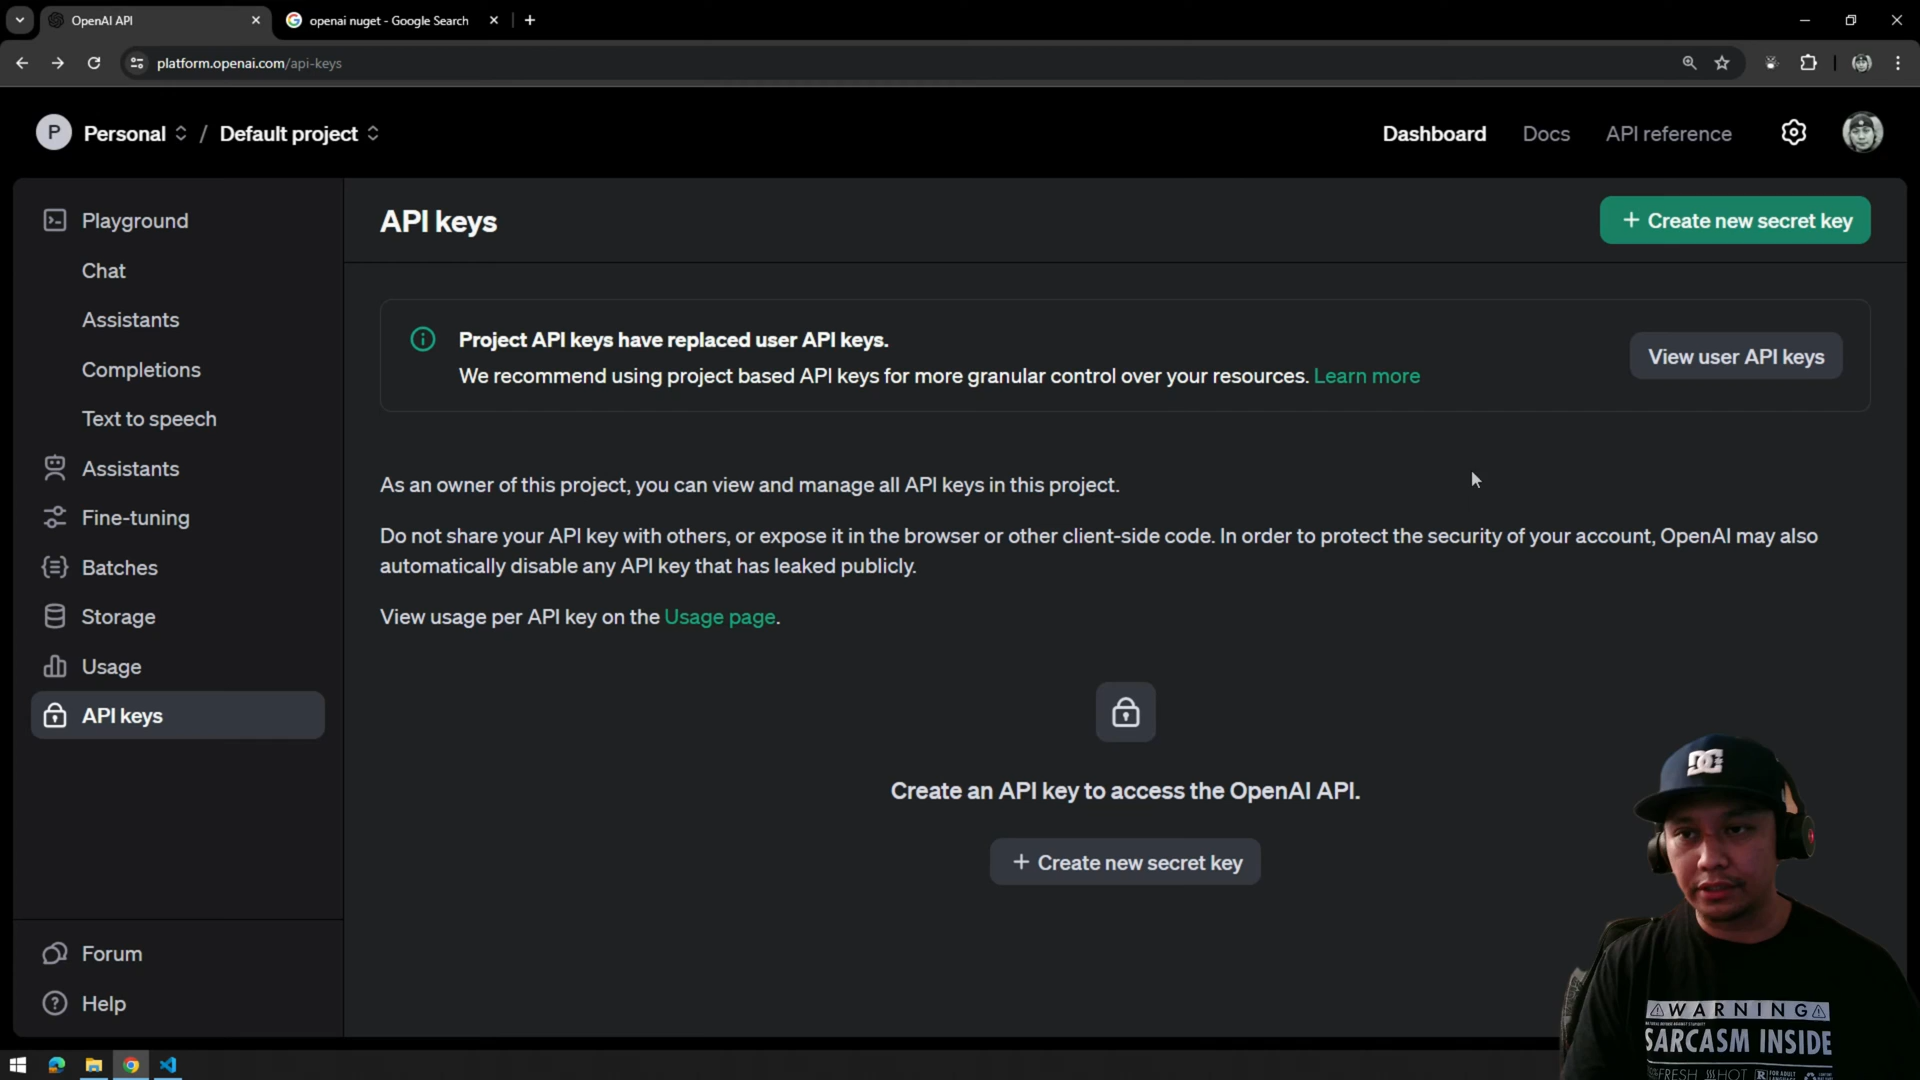 OpenAI API
openai nuget - Google Search
platform.openai.com/api-keys
P Personal / Default project
Dashboard Docs API reference
Playground
Chat
Assistants
Completions
Text to speech
Assistants
Fine-tuning
Batches
Storage
Usage
API keys
Forum
Help
API keys
+ Create new secret key
Project API keys have replaced user API keys.
We recommend using project based API keys for more granular control over your resources. Learn more
View user API keys
As an owner of this project, you can view and manage all API keys in this project.
Do not share your API key with others, or expose it in the browser or other client-side code. In order to protect the security of your account, OpenAI may also
automatically disable any API key that has leaked publicly.
View usage per API key on the Usage page.
Create an API key to access the OpenAI API.
+ Create new secret key
DC
WARNING
SARCASM INSIDE
FRESH HOT